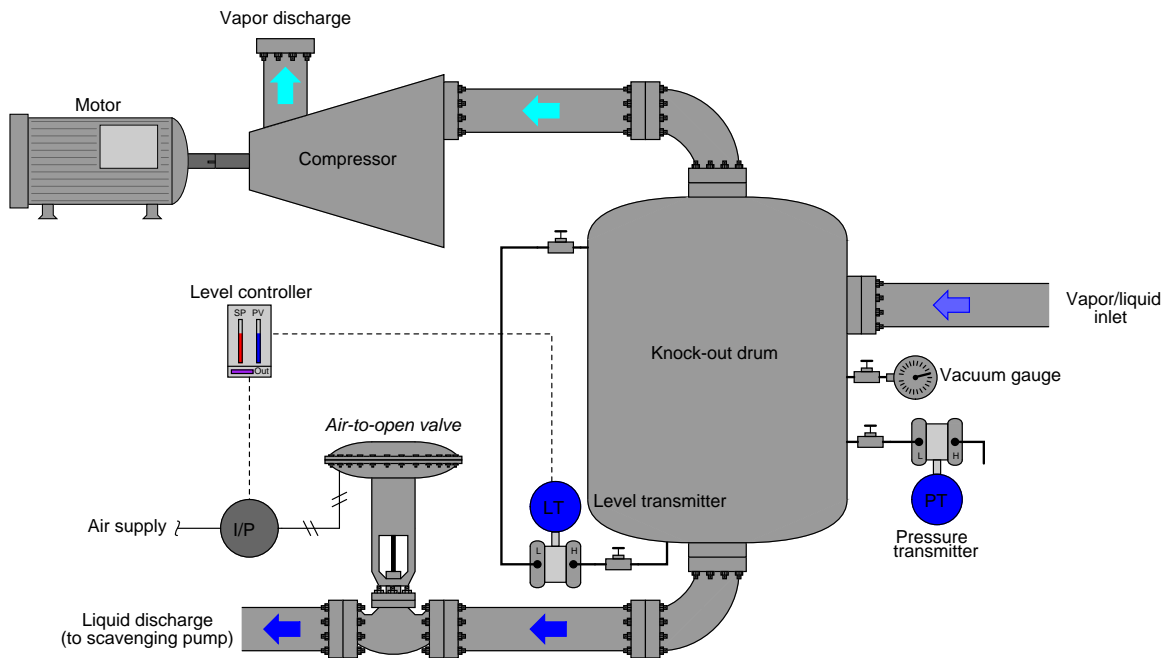 Vapor discharge
Motor
Compressor
Level controller
SP PV
Out
Knock-out drum
Vapor/liquid
inlet
Vacuum gauge
Air-to-open valve
L H
LT
Level transmitter
L H
PT
Pressure
transmitter
Air supply
I/P
Liquid discharge
(to scavenging pump)